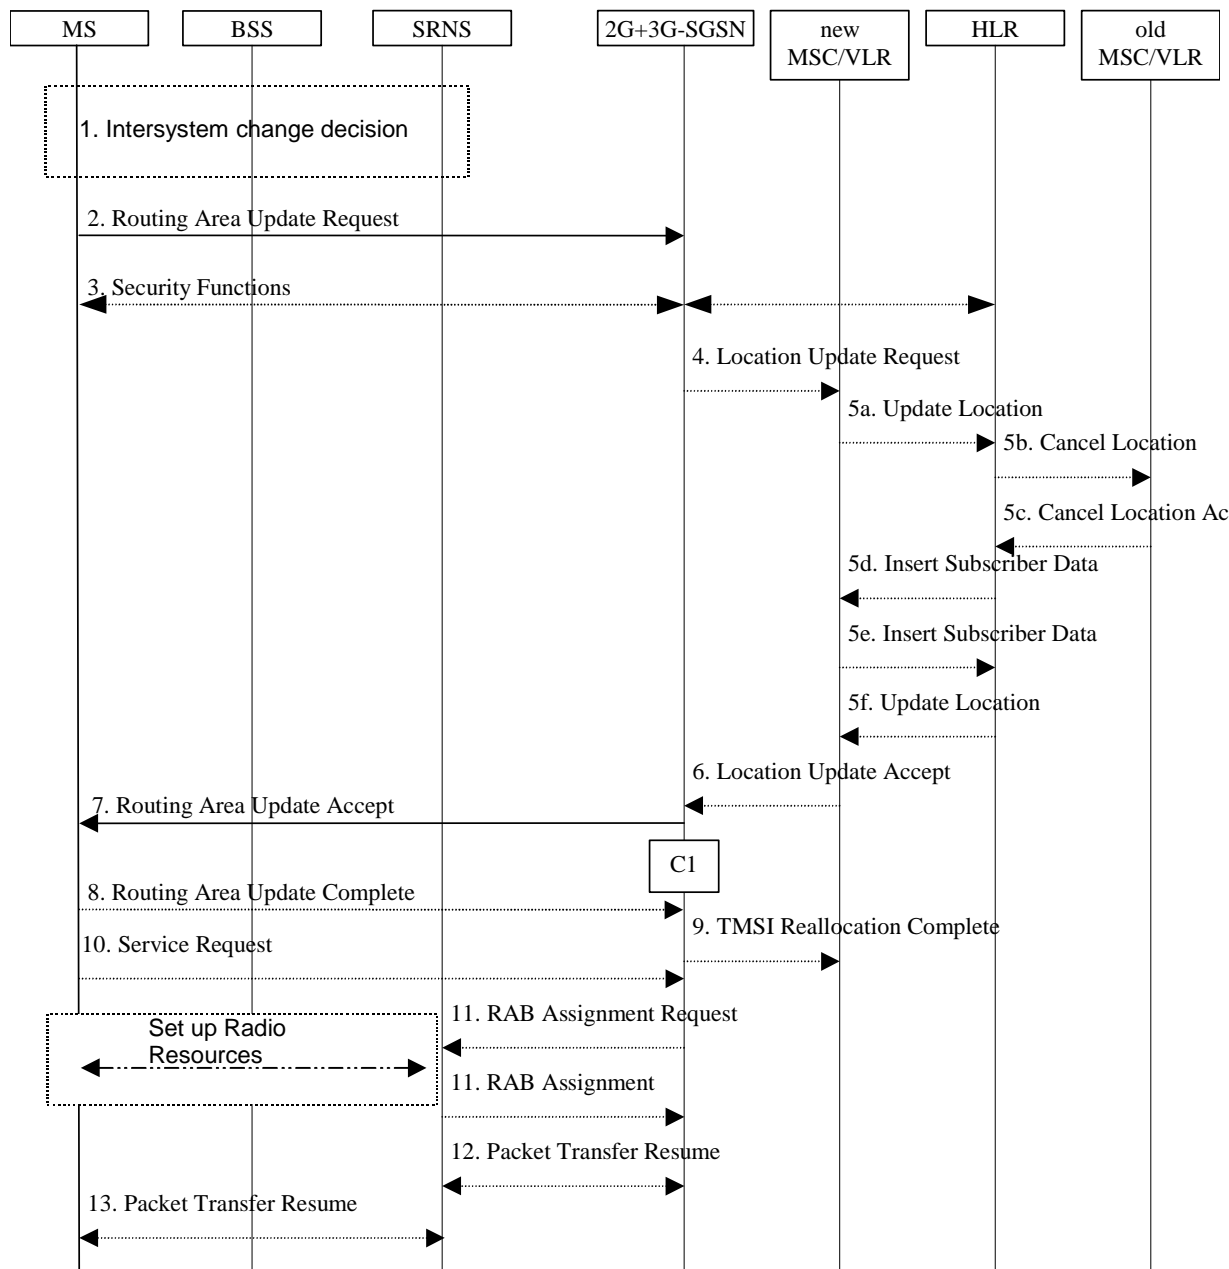 MS
BSS
SRNS
2G+3G-SGSN
new
MSC/VLR
HLR
old
MSC/VLR
1. Intersystem change decision
2. Routing Area Update Request
3. Security Functions
4. Location Update Request
5a. Update Location
5b. Cancel Location
5c. Cancel Location Ac
5d. Insert Subscriber Data
5e. Insert Subscriber Data
5f. Update Location
6. Location Update Accept
7. Routing Area Update Accept
C1
8. Routing Area Update Complete
9. TMSI Reallocation Complete
10. Service Request
11. RAB Assignment Request
Set up Radio
Resources
11. RAB Assignment
12. Packet Transfer Resume
13. Packet Transfer Resume